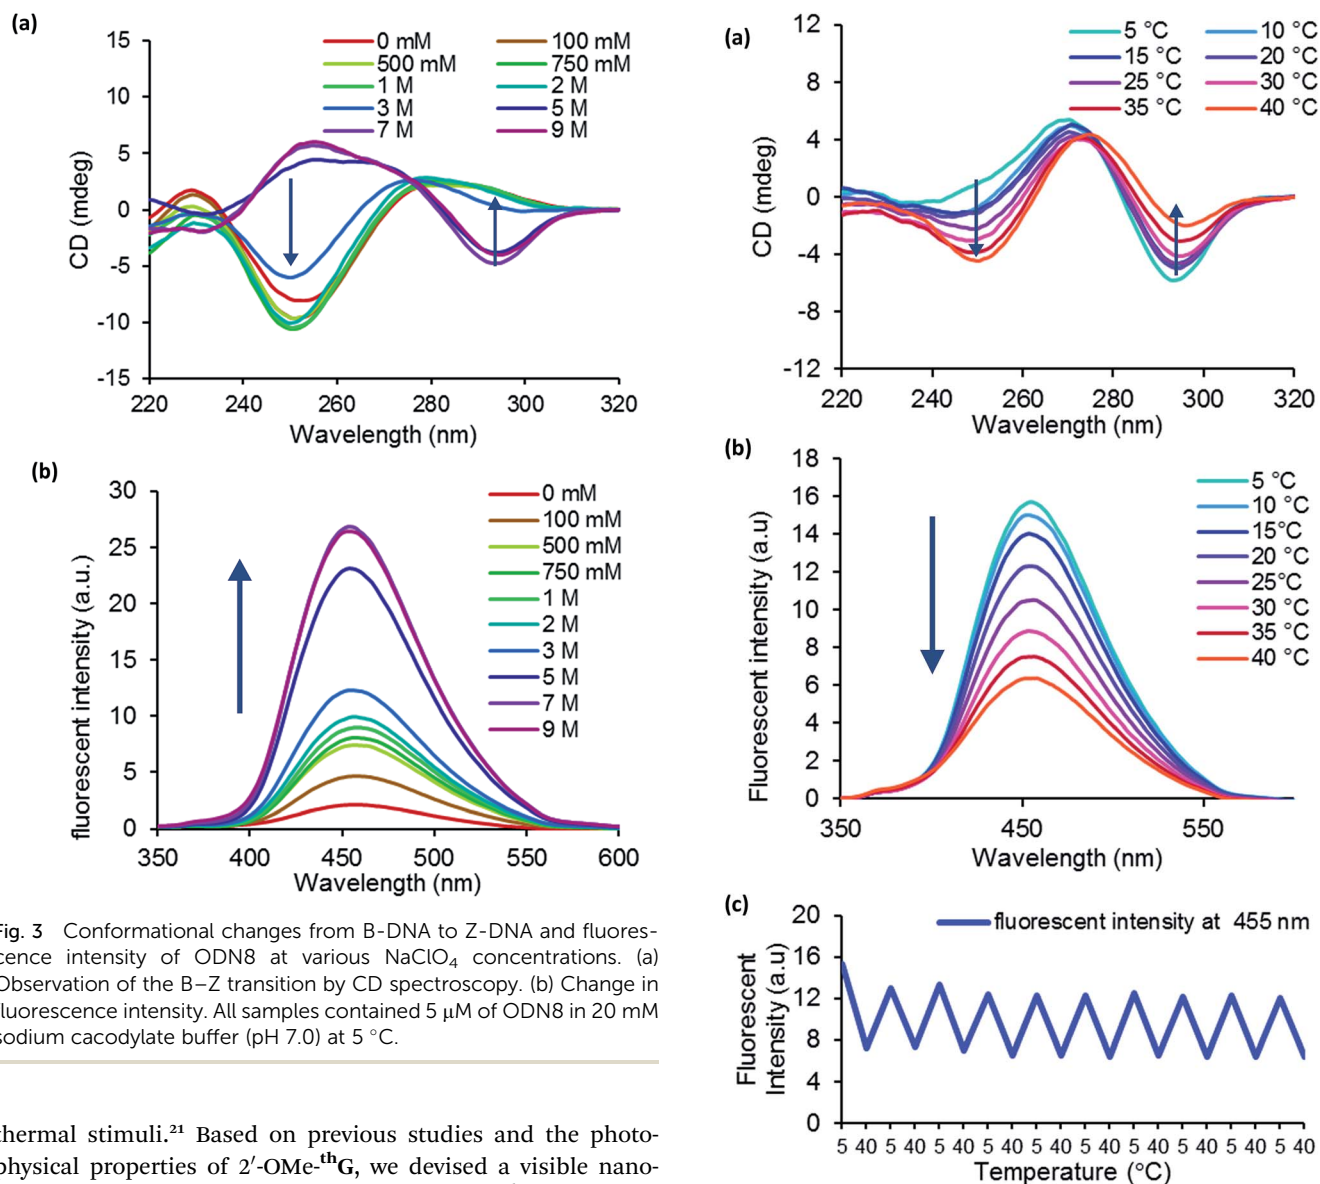 (a)
15
10
5
0
-5
-10
-15
CD (mdeg)
0 mM
100 mM
500 mM
750 mM
1 M
2 M
3 M
5 M
7 M
9 M
220 240 260 280 300 320
Wavelength (nm)
(b)
30
25
20
15
10
5
0
fluorescent intensity (a.u.)
0 mM
100 mM
500 mM
750 mM
1 M
2 M
3 M
5 M
7 M
9 M
350 400 450 500 550 600
Wavelength (nm)
Fig. 3 Conformational changes from B-DNA to Z-DNA and fluores-
cence intensity of ODN8 at various NaClO₄ concentrations. (a)
Observation of the B–Z transition by CD spectroscopy. (b) Change in
fluorescence intensity. All samples contained 5 μM of ODN8 in 20 mM
sodium cacodylate buffer (pH 7.0) at 5 °C.
thermal stimuli.²¹ Based on previous studies and the photo-
physical properties of 2′-OMe-ᵗʰG, we devised a visible nano-
(a)
12
8
4
0
-4
-8
-12
CD (mdeg)
5 °C
10 °C
15 °C
20 °C
25 °C
30 °C
35 °C
40 °C
220 240 260 280 300 320
Wavelength (nm)
(b)
18
16
14
12
10
8
6
4
2
0
Fluorescent intensity (a.u)
5 °C
10 °C
15°C
20 °C
25°C
30 °C
35 °C
40 °C
350 450 550
Wavelength (nm)
(c)
20
16
12
8
4
0
Fluorescent
Intensity (a.u)
fluorescent intensity at 455 nm
5 40 5 40 5 40 5 40 5 40 5 40 5 40 5 40 5 40 5 40
Temperature (°C)